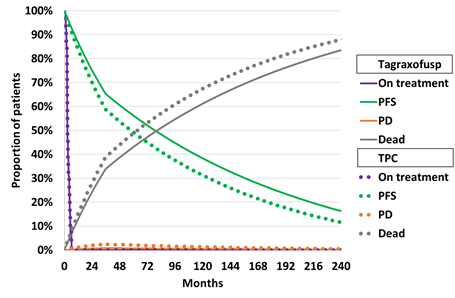 100%
90%
80%
70%
60%
50%
40%
30%
20%
10%
0%
Proportion of patients
0 24 48 72 96 120 144 168 192 216 240
Months
Tagraxofusp
On treatment
PFS
PD
Dead
TPC
On treatment
PFS
PD
Dead